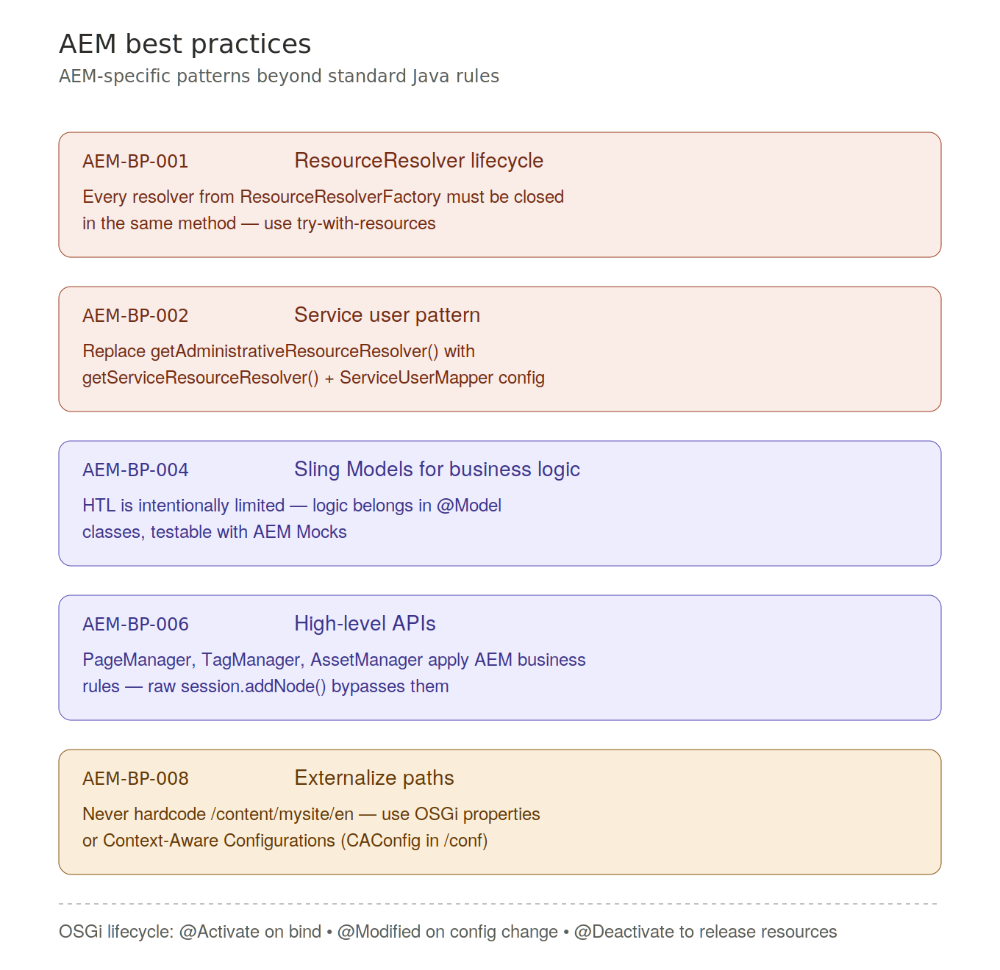 AEM best practices
AEM-specific patterns beyond standard Java rules
AEM-BP-001 ResourceResolver lifecycle
Every resolver from ResourceResolverFactory must be closed
in the same method — use try-with-resources
AEM-BP-002 Service user pattern
Replace getAdministrativeResourceResolver() with
getServiceResourceResolver() + ServiceUserMapper config
AEM-BP-004 Sling Models for business logic
HTL is intentionally limited — logic belongs in @Model
classes, testable with AEM Mocks
AEM-BP-006 High-level APIs
PageManager, TagManager, AssetManager apply AEM business
rules — raw session.addNode() bypasses them
AEM-BP-008 Externalize paths
Never hardcode /content/mysite/en — use OSGi properties
or Context-Aware Configurations (CAConfig in /conf)
OSGi lifecycle: @Activate on bind • @Modified on config change • @Deactivate to release resources